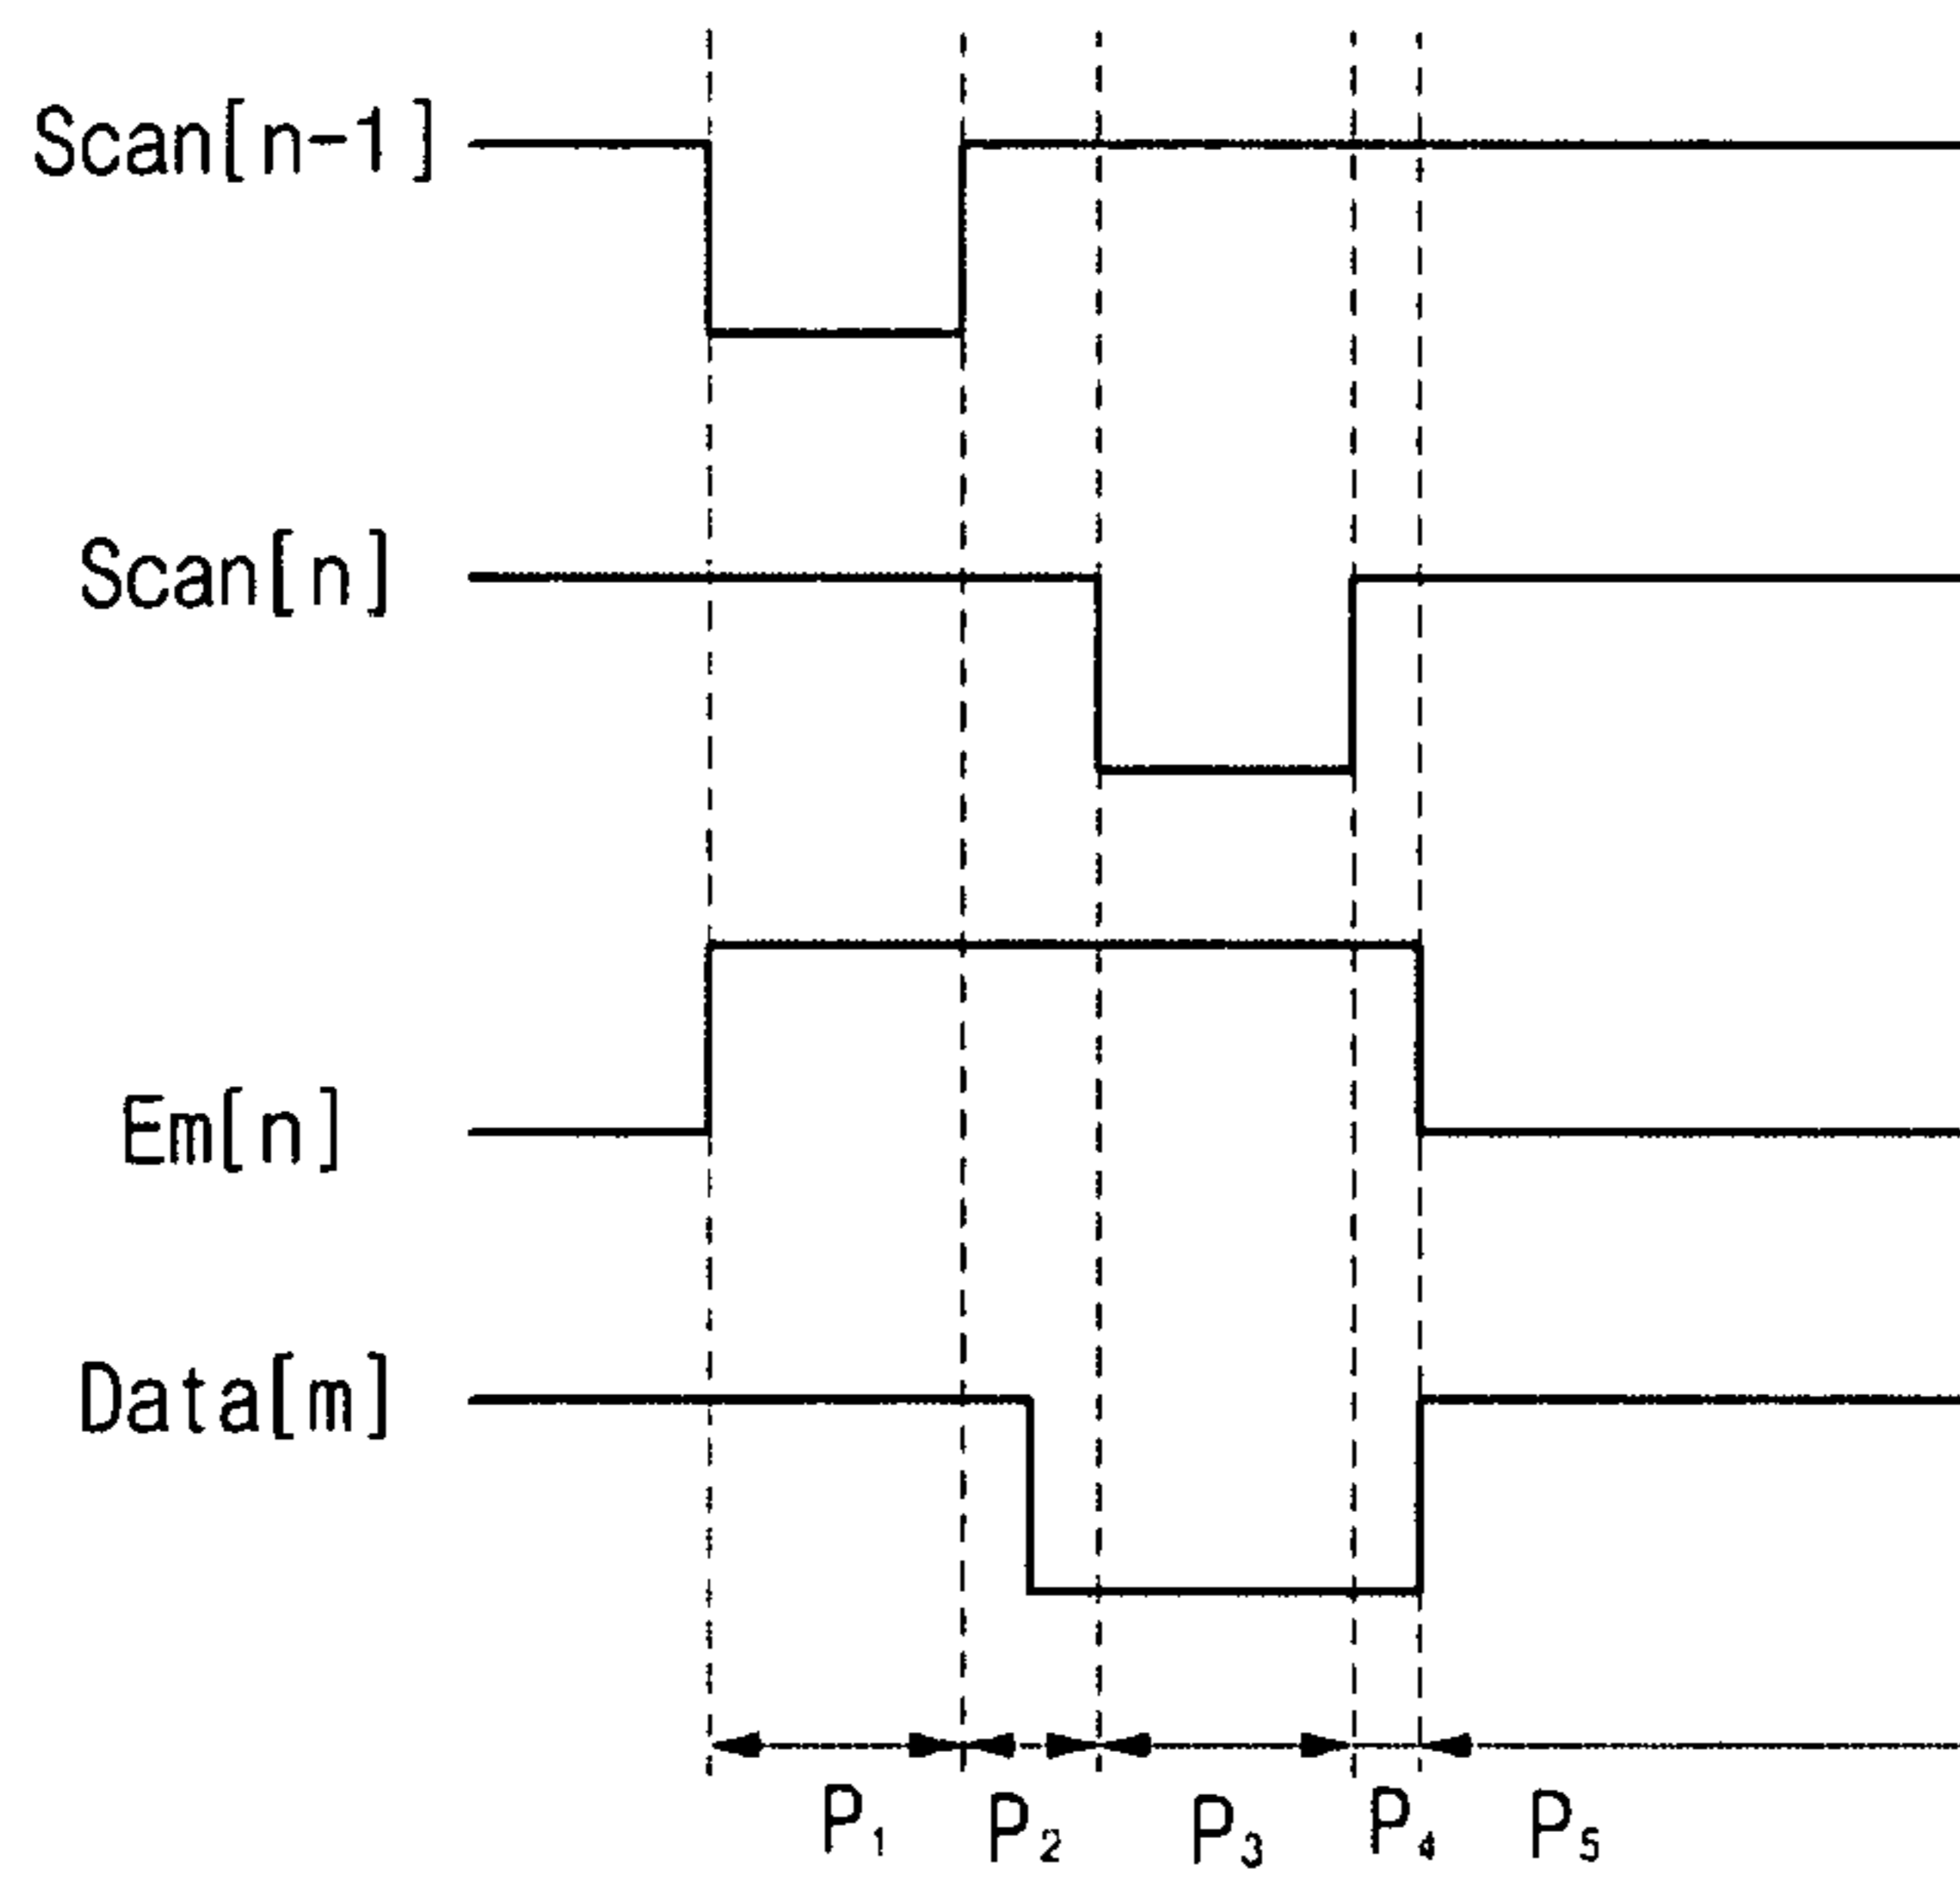 Scan[n-1]
Scan[n]
Em[n]
Data[m]
P₁ P₂ P₃ P₄ P₅